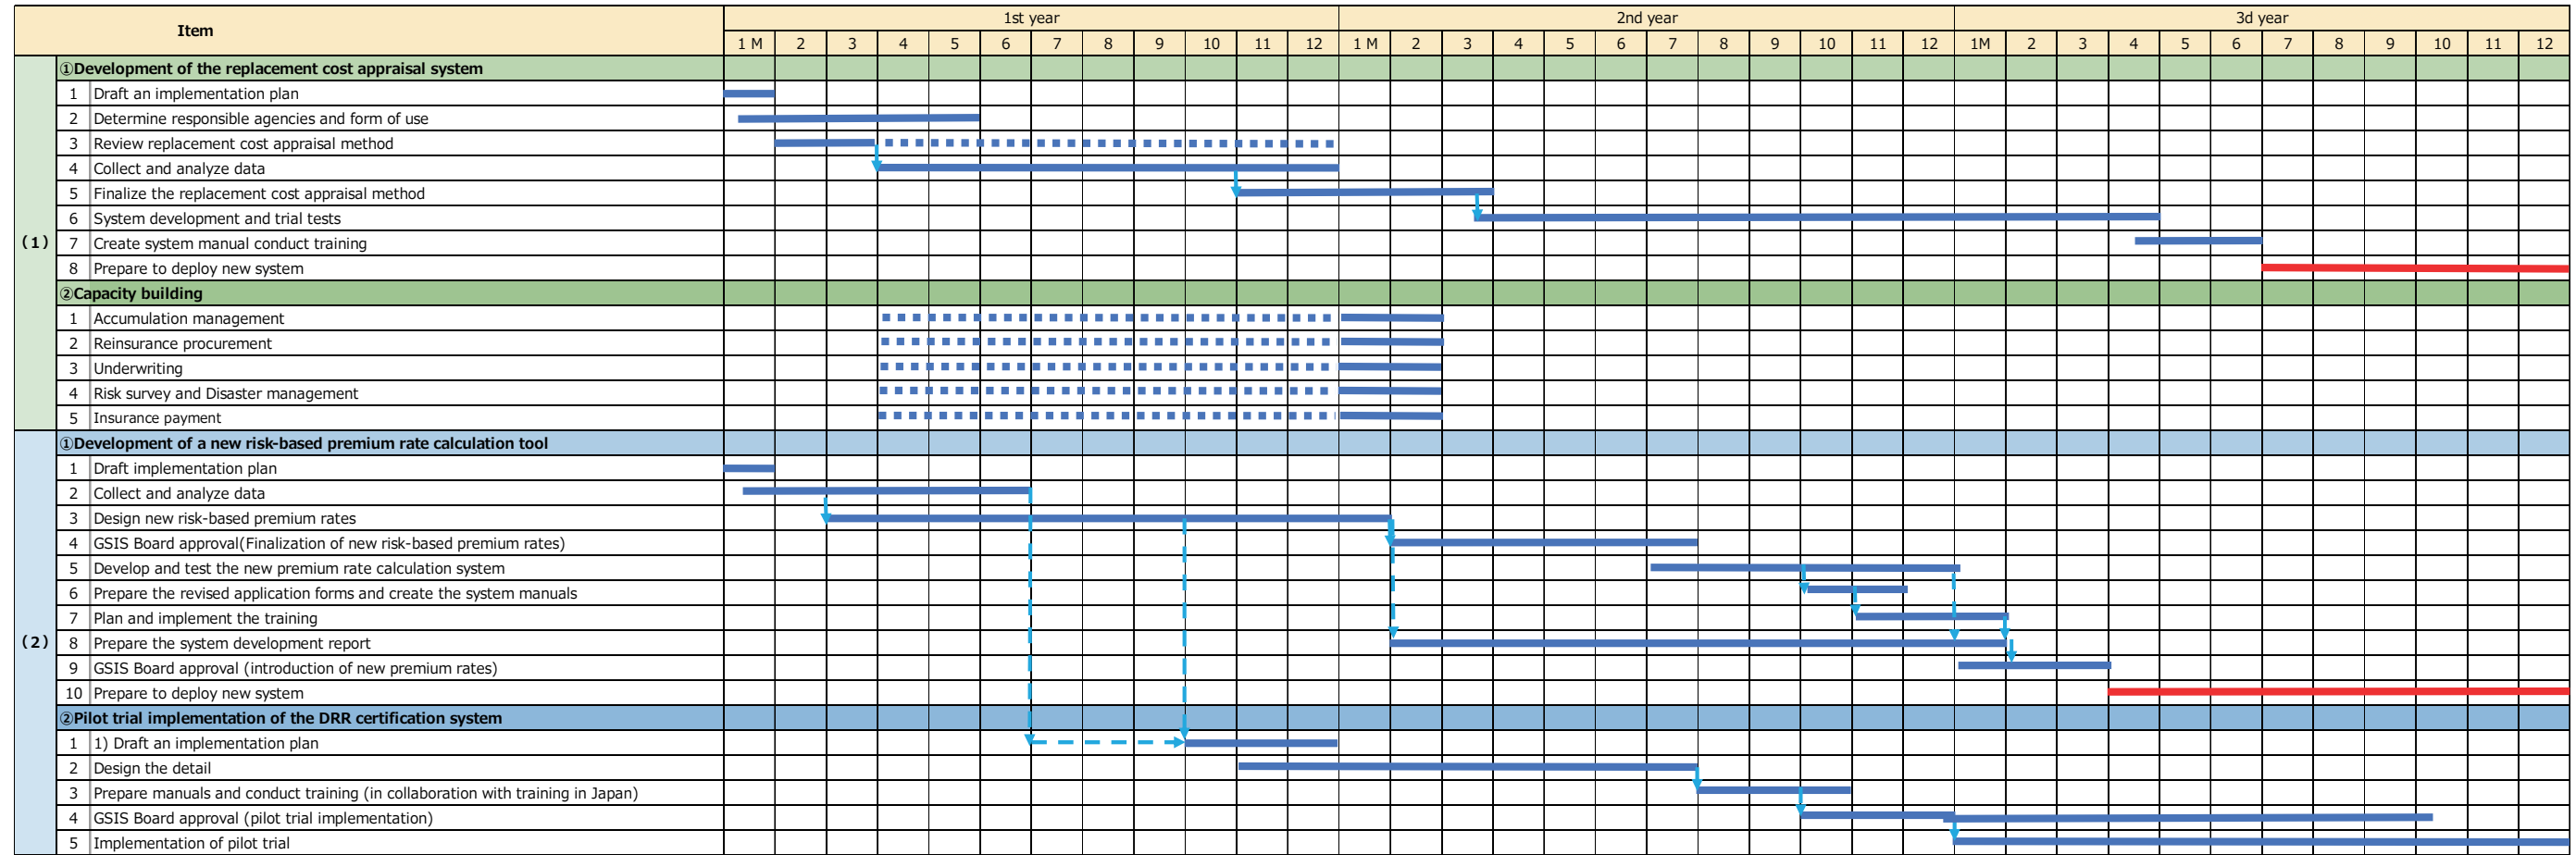 Item
1st year
2nd year
3d year
1 M 2 3 4 5 6 7 8 9 10 11 12 1 M 2 3 4 5 6 7 8 9 10 11 12 1M 2 3 4 5 6 7 8 9 10 11 12
(1)
①Development of the replacement cost appraisal system
1 Draft an implementation plan
2 Determine responsible agencies and form of use
3 Review replacement cost appraisal method
4 Collect and analyze data
5 Finalize the replacement cost appraisal method
6 System development and trial tests
7 Create system manual conduct training
8 Prepare to deploy new system
②Capacity building
1 Accumulation management
2 Reinsurance procurement
3 Underwriting
4 Risk survey and Disaster management
5 Insurance payment
(2)
①Development of a new risk-based premium rate calculation tool
1 Draft implementation plan
2 Collect and analyze data
3 Design new risk-based premium rates
4 GSIS Board approval(Finalization of new risk-based premium rates)
5 Develop and test the new premium rate calculation system
6 Prepare the revised application forms and create the system manuals
7 Plan and implement the training
8 Prepare the system development report
9 GSIS Board approval (introduction of new premium rates)
10 Prepare to deploy new system
②Pilot trial implementation of the DRR certification system
1 1) Draft an implementation plan
2 Design the detail
3 Prepare manuals and conduct training (in collaboration with training in Japan)
4 GSIS Board approval (pilot trial implementation)
5 Implementation of pilot trial